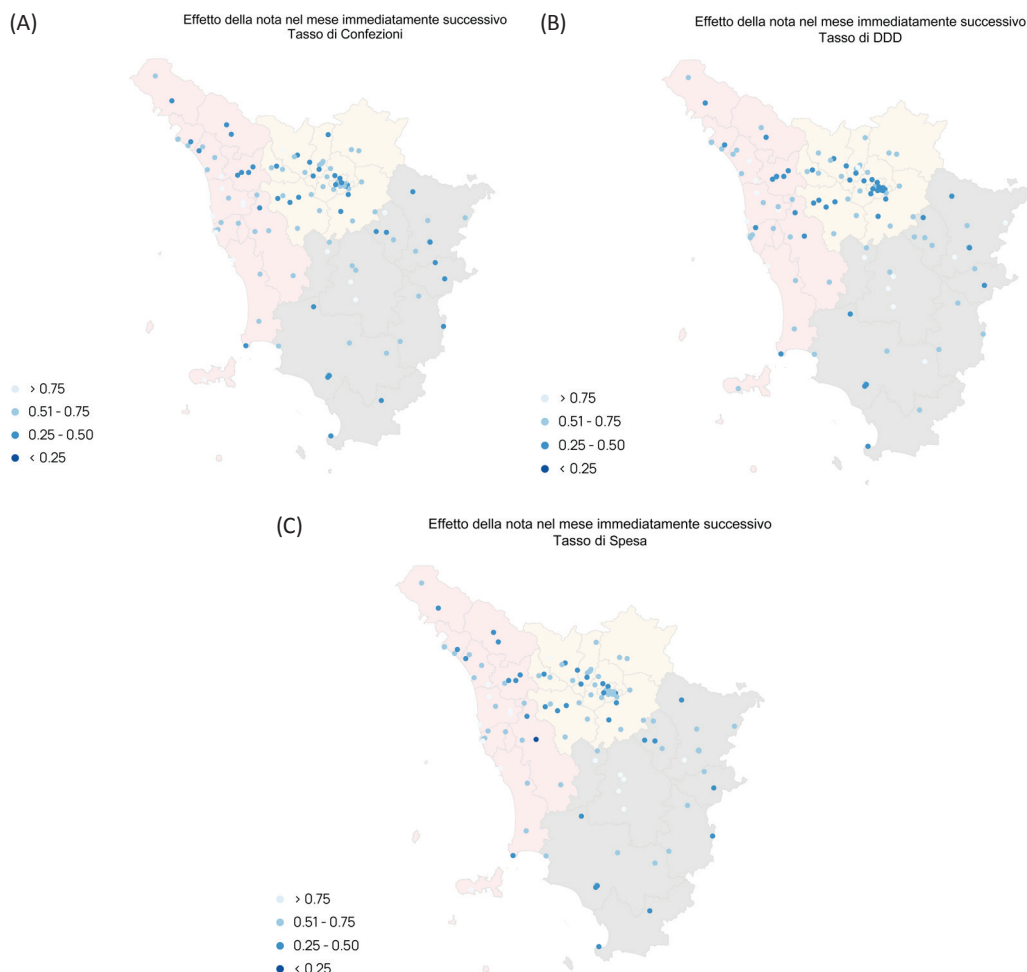 (A)
Effetto della nota nel mese immediatamente successivo
Tasso di Confezioni
> 0.75
0.51 - 0.75
0.25 - 0.50
< 0.25
(B)
Effetto della nota nel mese immediatamente successivo
Tasso di DDD
> 0.75
0.51 - 0.75
0.25 - 0.50
< 0.25
(C)
Effetto della nota nel mese immediatamente successivo
Tasso di Spesa
> 0.75
0.51 - 0.75
0.25 - 0.50
< 0.25